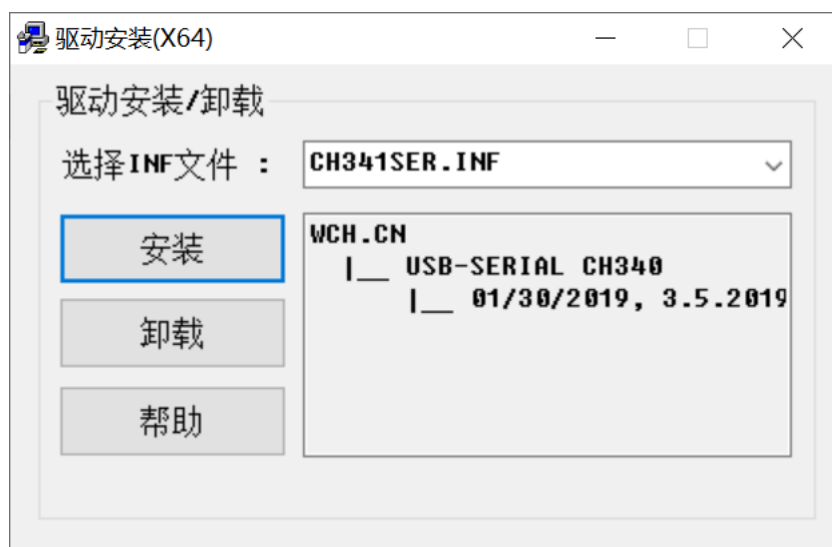 驱动安装(X64)
驱动安装/卸载
选择INF文件 :
CH341SER.INF
安装
卸载
帮助
WCH.CN
|__ USB-SERIAL CH340
|__ 01/30/2019, 3.5.2019